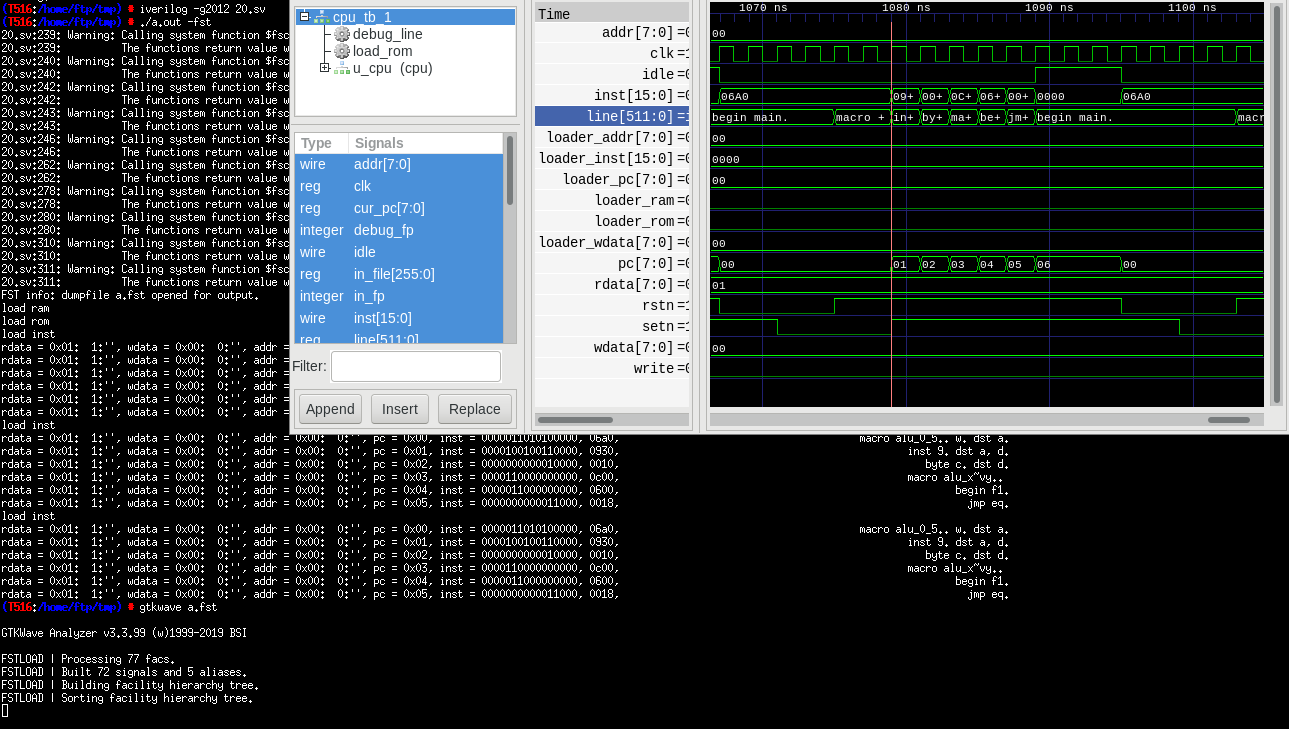 (T516:/home/ftp/tmp) # iverilog -g2012 20.sv
(T516:/home/ftp/tmp) # ./a.out -fst
20.sv:239: Warning: Calling system function $fsc
20.sv:239:          The functions return value w
20.sv:240: Warning: Calling system function $fsc
20.sv:240:          The functions return value w
20.sv:242: Warning: Calling system function $fsc
20.sv:242:          The functions return value w
20.sv:243: Warning: Calling system function $fsc
20.sv:243:          The functions return value w
20.sv:246: Warning: Calling system function $fsc
20.sv:246:          The functions return value w
20.sv:262: Warning: Calling system function $fsc
20.sv:262:          The functions return value w
20.sv:278: Warning: Calling system function $fsc
20.sv:278:          The functions return value w
20.sv:280: Warning: Calling system function $fsc
20.sv:280:          The functions return value w
20.sv:310: Warning: Calling system function $fsc
20.sv:310:          The functions return value w
20.sv:311: Warning: Calling system function $fsc
20.sv:311:          The functions return value w
FST info: dumpfile a.fst opened for output.
load ram
load rom
load inst
rdata = 0x01:  1:'', wdata = 0x00:  0:'', addr =
rdata = 0x01:  1:'', wdata = 0x00:  0:'', addr =
rdata = 0x01:  1:'', wdata = 0x00:  0:'', addr =
rdata = 0x01:  1:'', wdata = 0x00:  0:'', addr =
rdata = 0x01:  1:'', wdata = 0x00:  0:'', addr =
rdata = 0x01:  1:'', wdata = 0x00:  0:'', addr =
load inst
rdata = 0x01:  1:'', wdata = 0x00:  0:'', addr = 0x00:  0:'', pc = 0x00, inst = 0000011010100000, 06a0, macro alu_0_5.. w. dst a.
rdata = 0x01:  1:'', wdata = 0x00:  0:'', addr = 0x00:  0:'', pc = 0x01, inst = 0000100100110000, 0930, inst 9. dst a, d.
rdata = 0x01:  1:'', wdata = 0x00:  0:'', addr = 0x00:  0:'', pc = 0x02, inst = 0000000000010000, 0010, byte c. dst d.
rdata = 0x01:  1:'', wdata = 0x00:  0:'', addr = 0x00:  0:'', pc = 0x03, inst = 0000110000000000, 0c00, macro alu_x~vy..
rdata = 0x01:  1:'', wdata = 0x00:  0:'', addr = 0x00:  0:'', pc = 0x04, inst = 0000011000000000, 0600, begin f1.
rdata = 0x01:  1:'', wdata = 0x00:  0:'', addr = 0x00:  0:'', pc = 0x05, inst = 0000000000011000, 0018, jmp eq.
load inst
rdata = 0x01:  1:'', wdata = 0x00:  0:'', addr = 0x00:  0:'', pc = 0x00, inst = 0000011010100000, 06a0, macro alu_0_5.. w. dst a.
rdata = 0x01:  1:'', wdata = 0x00:  0:'', addr = 0x00:  0:'', pc = 0x01, inst = 0000100100110000, 0930, inst 9. dst a, d.
rdata = 0x01:  1:'', wdata = 0x00:  0:'', addr = 0x00:  0:'', pc = 0x02, inst = 0000000000010000, 0010, byte c. dst d.
rdata = 0x01:  1:'', wdata = 0x00:  0:'', addr = 0x00:  0:'', pc = 0x03, inst = 0000110000000000, 0c00, macro alu_x~vy..
rdata = 0x01:  1:'', wdata = 0x00:  0:'', addr = 0x00:  0:'', pc = 0x04, inst = 0000011000000000, 0600, begin f1.
rdata = 0x01:  1:'', wdata = 0x00:  0:'', addr = 0x00:  0:'', pc = 0x05, inst = 0000000000011000, 0018, jmp eq.
(T516:/home/ftp/tmp) # gtkwave a.fst
GTKWave Analyzer v3.3.99 (w)1999-2019 BSI
FSTLOAD | Processing 77 facs.
FSTLOAD | Built 72 signals and 5 aliases.
FSTLOAD | Building facility hierarchy tree.
FSTLOAD | Sorting facility hierarchy tree.
cpu_tb_1
debug_line
load_rom
u_cpu (cpu)
Type Signals
wire addr[7:0]
reg clk
reg cur_pc[7:0]
integer debug_fp
wire idle
reg in_file[255:0]
integer in_fp
wire inst[15:0]
reg line[511:0]
Filter:
Append Insert Replace
Time
addr[7:0]=0
clk=1
idle=0
inst[15:0]=0
line[511:0]=i
loader_addr[7:0]=0
loader_inst[15:0]=0
loader_pc[7:0]=0
loader_ram=0
loader_rom=0
loader_wdata[7:0]=0
pc[7:0]=0
rdata[7:0]=0
rstn=1
setn=1
wdata[7:0]=0
write=0
1070 ns 1080 ns 1090 ns 1100 ns
00
06A0 09+ 00+ 0C+ 06+ 00+ 0000 06A0
begin main. macro + in+ by+ ma+ be+ jm+ begin main. macr
00
0000
00
00
00 01 02 03 04 05 06 00
01
00